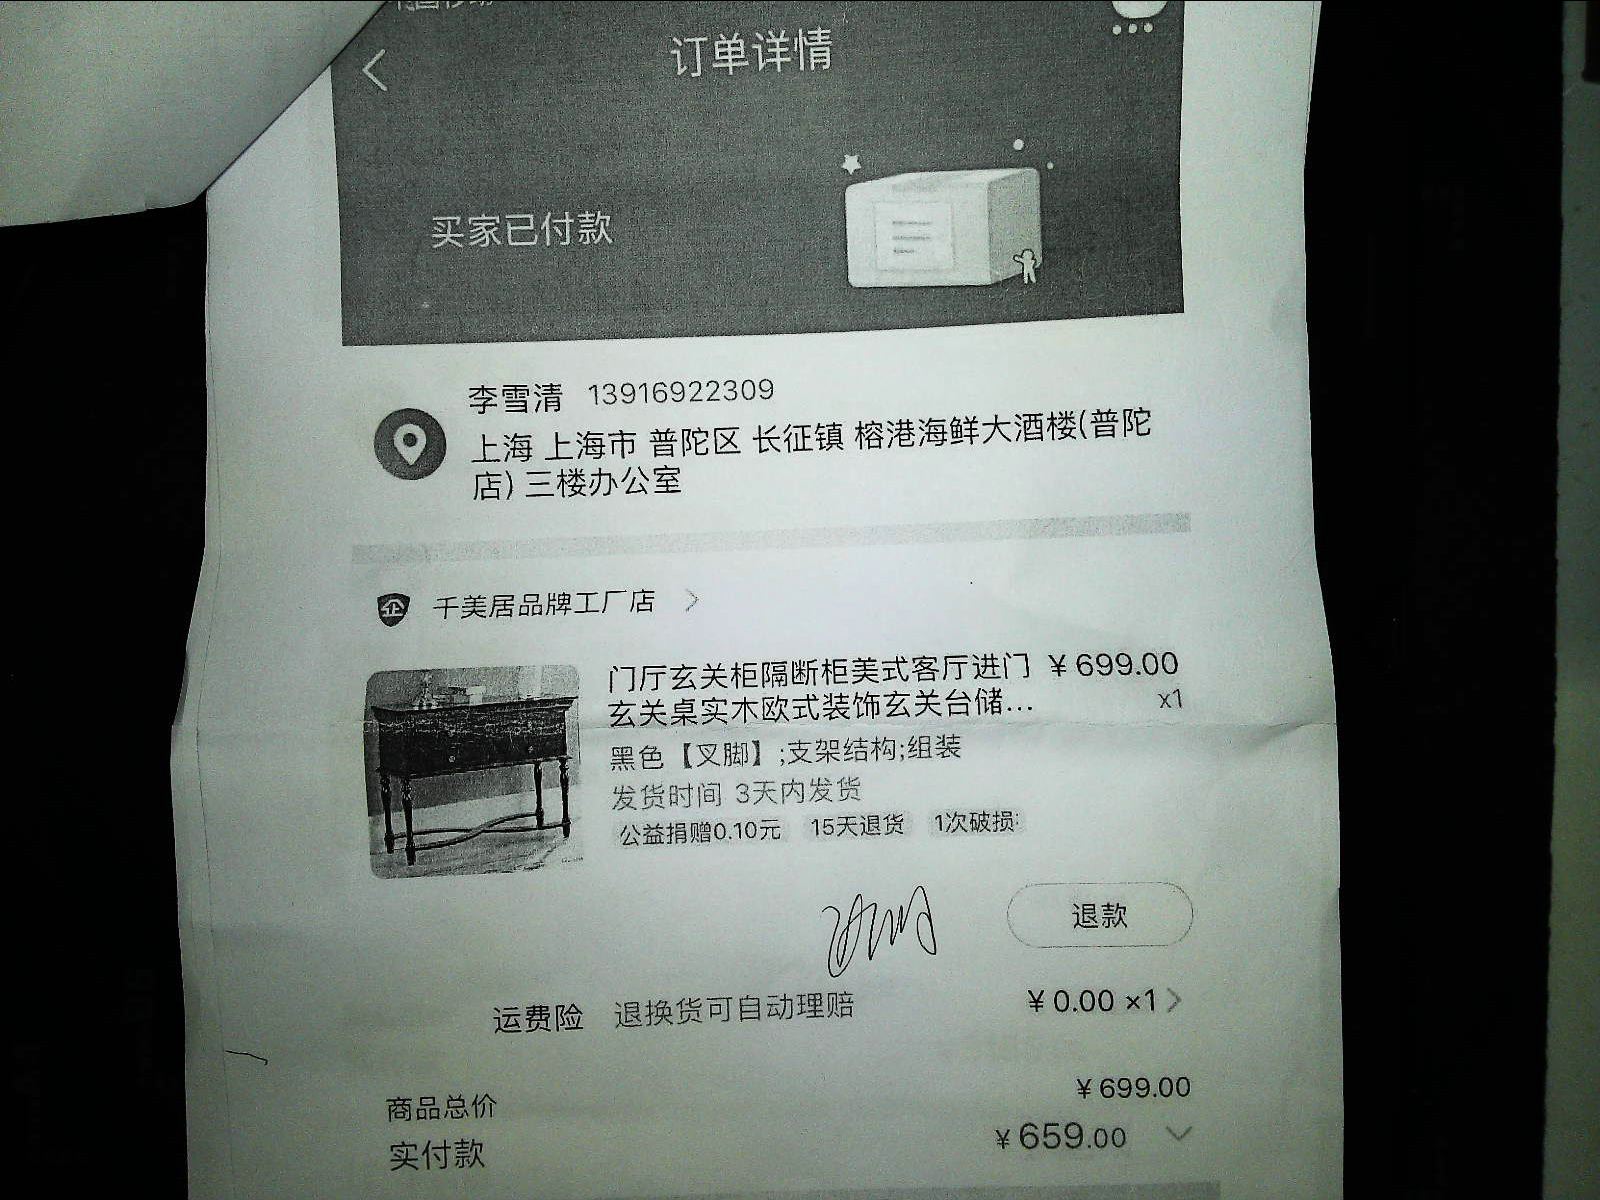 订单详情
买家已付款
李雪清 13916922309
上海 上海市 普陀区 长征镇 榕港海鲜大酒楼(普陀
店) 三楼办公室
企 千美居品牌工厂店 >
门厅玄关柜隔断柜美式客厅进门 ¥699.00
玄关桌实木欧式装饰玄关台储... x1
黑色【叉脚】;支架结构;组装
发货时间 3天内发货
公益捐赠0.10元 15天退货 1次破损
退款
运费险 退换货可自动理赔 ¥0.00 ×1 >
商品总价 ¥699.00
实付款 ¥659.00